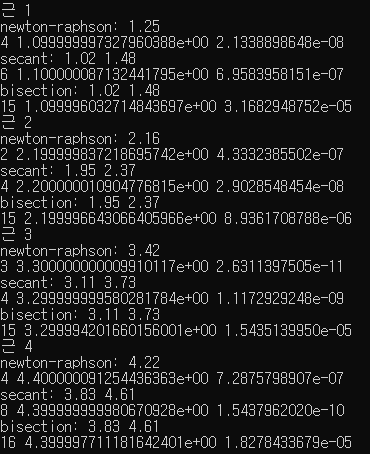 근 1
newton-raphson: 1.25
4 1.099999997327960388e+00 2.1338898648e-08
secant: 1.02 1.48
6 1.100000087132441795e+00 6.9583958151e-07
bisection: 1.02 1.48
15 1.099996032714843697e+00 3.1682948752e-05
근 2
newton-raphson: 2.16
2 2.199999837218695742e+00 4.3332385502e-07
secant: 1.95 2.37
4 2.200000010904776815e+00 2.9028548454e-08
bisection: 1.95 2.37
15 2.199996643066405966e+00 8.9361708788e-06
근 3
newton-raphson: 3.42
3 3.300000000009910117e+00 2.6311397505e-11
secant: 3.11 3.73
4 3.299999999580281784e+00 1.1172929248e-09
bisection: 3.11 3.73
15 3.299994201660156001e+00 1.5435139950e-05
근 4
newton-raphson: 4.22
4 4.400000091254436363e+00 7.2875798907e-07
secant: 3.83 4.61
8 4.399999999980670928e+00 1.5437962020e-10
bisection: 3.83 4.61
16 4.399997711181642401e+00 1.8278433679e-05